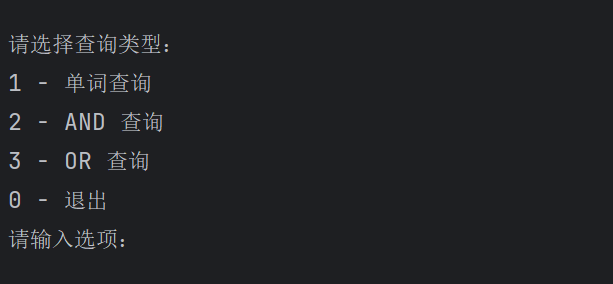 请选择查询类型：
1 - 单词查询
2 - AND 查询
3 - OR 查询
0 - 退出
请输入选项：